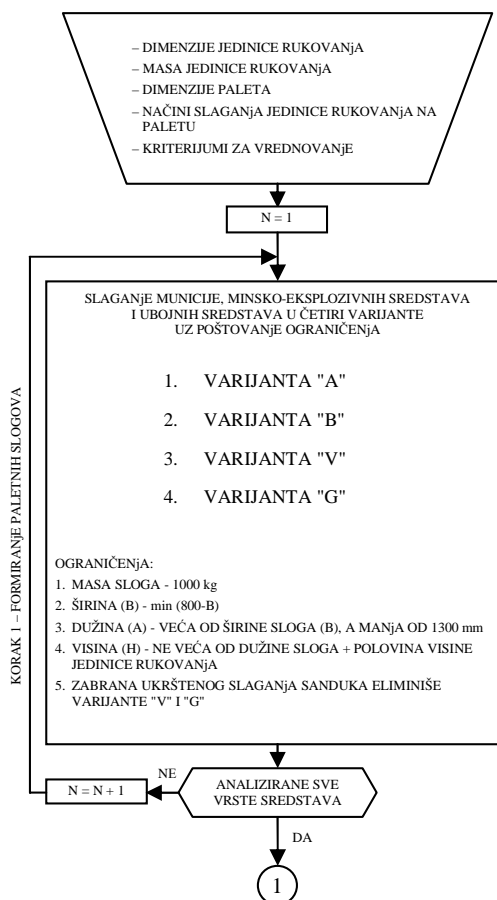 – DIMENZIJE JEDINICE RUKOVANjA
– MASA JEDINICE RUKOVANjA
– DIMENZIJE PALETA
– NAČINI SLAGANjA JEDINICE RUKOVANjA NA
PALETU
– KRITERIJUMI ZA VREDNOVANjE
N = 1
SLAGANjE MUNICIJE, MINSKO-EKSPLOZIVNIH SREDSTAVA
I UBOJNIH SREDSTAVA U ČETIRI VARIJANTE
UZ POŠTOVANjE OGRANIČENjA
1. VARIJANTA "A"
2. VARIJANTA "B"
3. VARIJANTA "V"
4. VARIJANTA "G"
OGRANIČENjA:
1. MASA SLOGA - 1000 kg
2. ŠIRINA (B) - min (800-B)
3. DUŽINA (A) - VEĆA OD ŠIRINE SLOGA (B), A MANjA OD 1300 mm
4. VISINA (H) - NE VEĆA OD DUŽINE SLOGA + POLOVINA VISINE
JEDINICE RUKOVANjA
5. ZABRANA UKRŠTENOG SLAGANjA SANDUKA ELIMINIŠE
VARIJANTE "V" I "G"
KORAK 1 – FORMIRANjE PALETNIH SLOGOVA
ANALIZIRANE SVE
VRSTE SREDSTAVA
NE
N = N + 1
DA
1